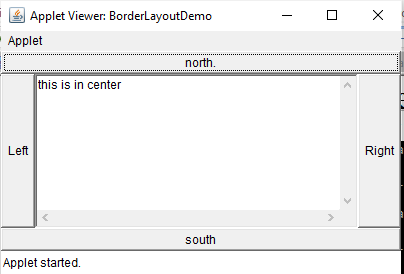 Applet Viewer: BorderLayoutDemo
Applet
north.
this is in center
Left
Right
south
Applet started.